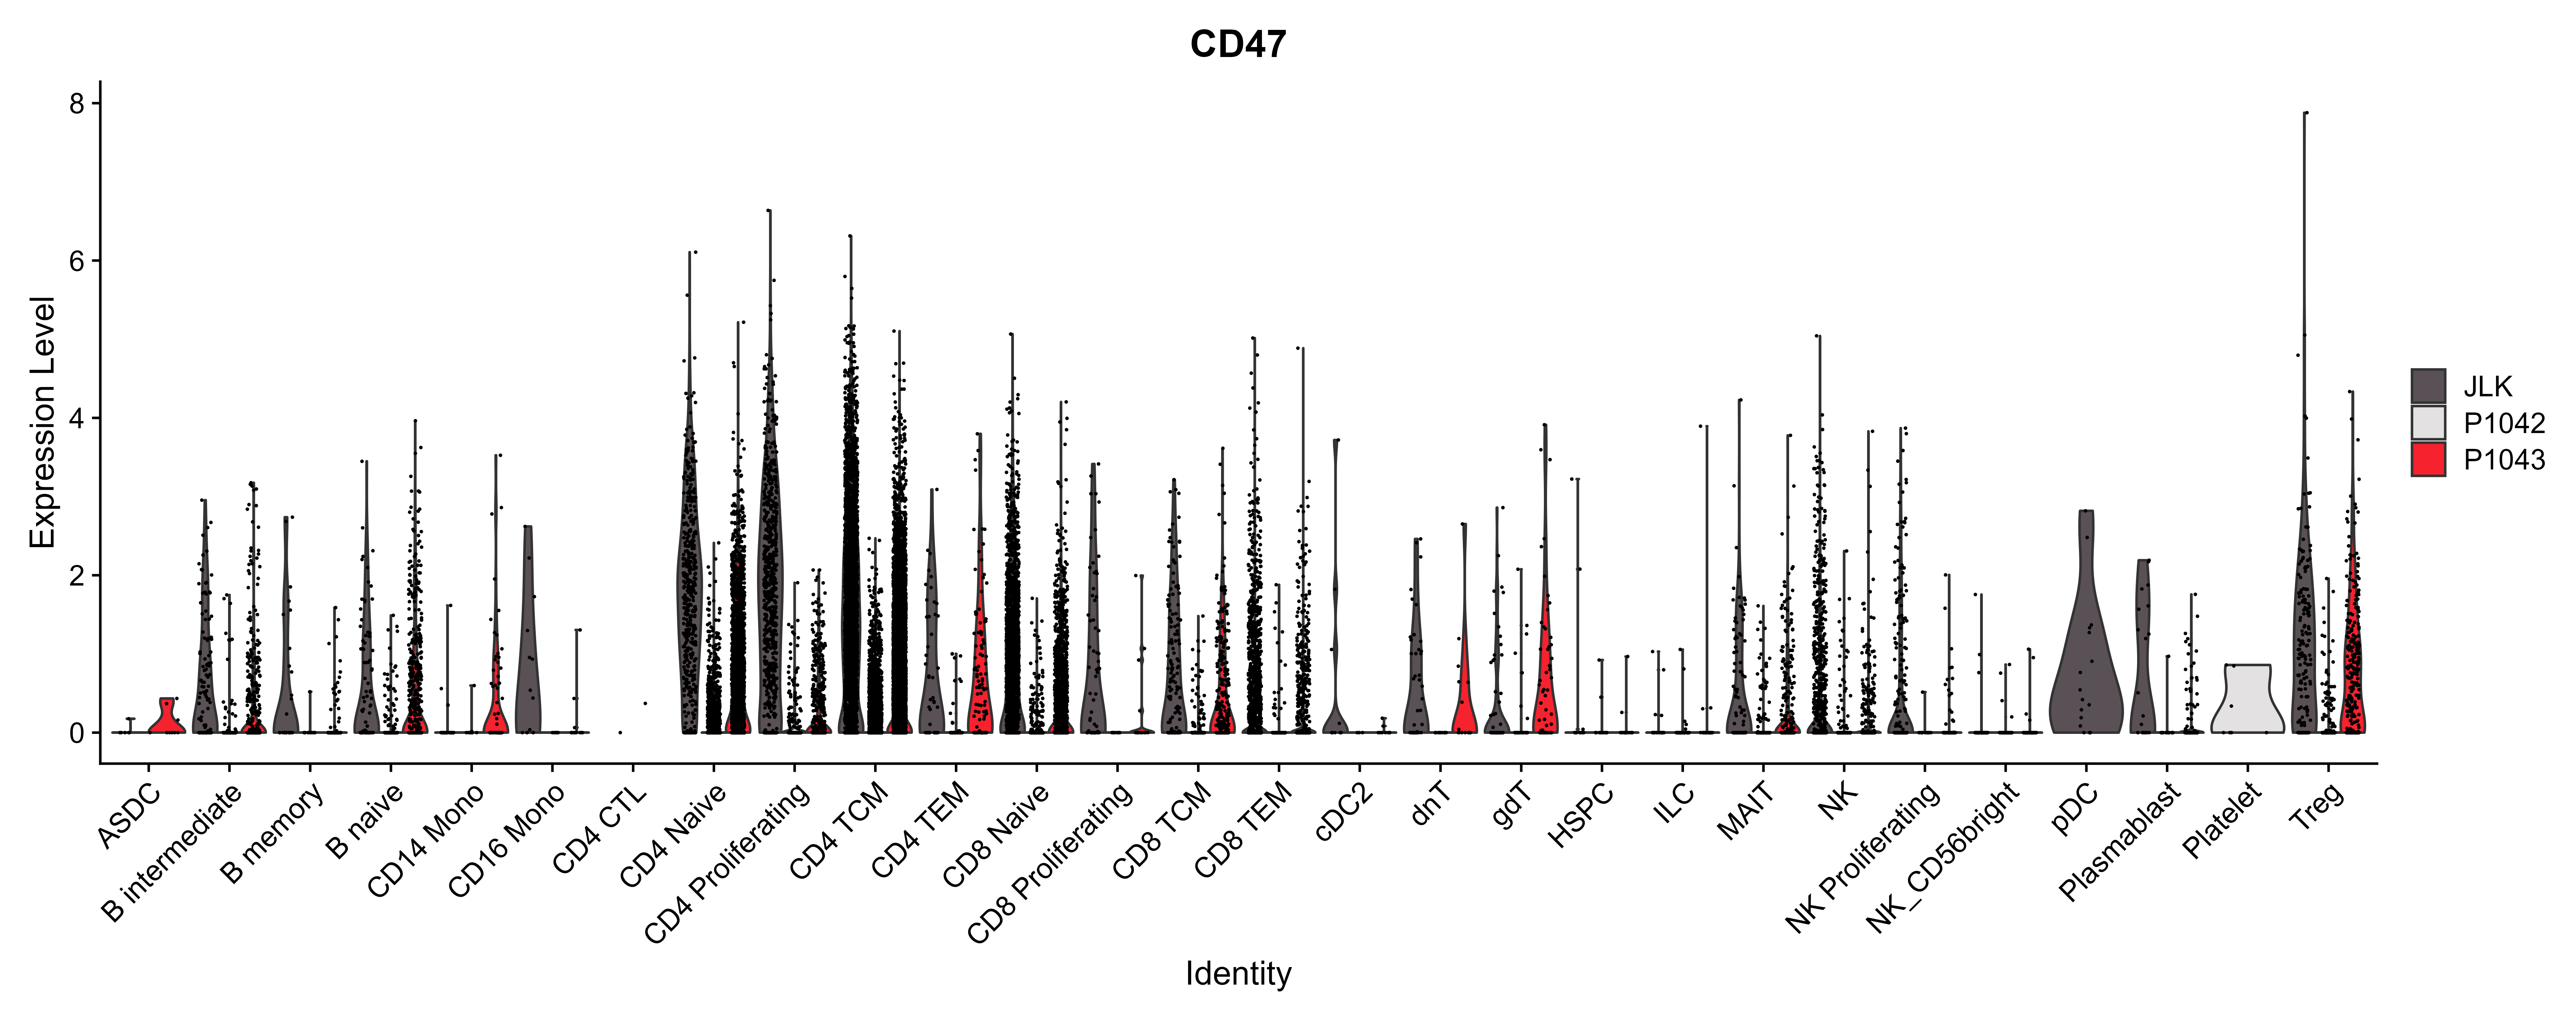 CD47
Expression Level
8
6
4
2
0
ASDC
B intermediate
B memory
B naive
CD14 Mono
CD16 Mono
CD4 CTL
CD4 Naive
CD4 Proliferating
CD4 TCM
CD4 TEM
CD8 Naive
CD8 Proliferating
CD8 TCM
CD8 TEM
cDC2
dnT
gdT
HSPC
ILC
MAIT
NK
NK Proliferating
NK_CD56bright
pDC
Plasmablast
Platelet
Treg
Identity
JLK
P1042
P1043